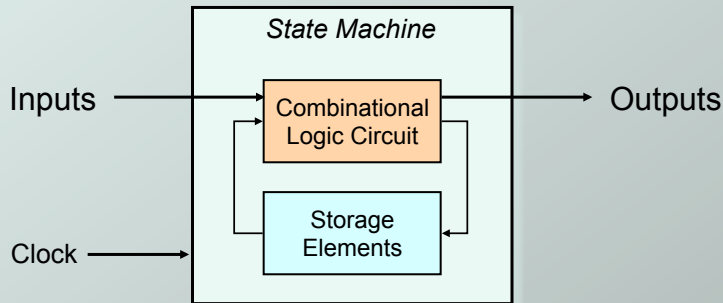 State Machine
Inputs
Combinational
Logic Circuit
Outputs
Storage
Elements
Clock